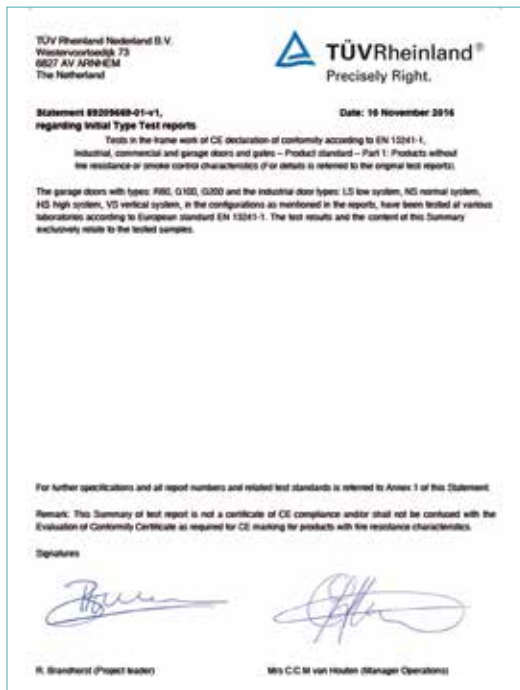 TÜV Rheinland Nederland B.V.
Westervoortsedijk 73
6827 AV ARNHEM
The Netherland
TÜVRheinland®
Precisely Right.
Statement 89209669-01-v1,
regarding Initial Type Test reports
Date: 16 November 2016
Tests in the frame work of CE declaration of conformity according to EN 13241-1,
Industrial, commercial and garage doors and gates – Product standard – Part 1: Products without
fire resistance or smoke control characteristics (For details is referred to the original test reports).
The garage doors with types: R60, G100, G200 and the industrial door types: LS low system, NS normal system,
HS high system, VS vertical system, in the configurations as mentioned in the reports, have been tested at various
laboratories according to European standard EN 13241-1. The test results and the content of this Summary
exclusively relate to the tested samples.
For further specifications and all report numbers and related test standards is referred to Annex 1 of this Statement.
Remark: This Summary of test report is not a certificate of CE compliance and/or shall not be confused with the
Evaluation of Conformity Certificate as required for CE marking for products with fire resistance characteristics.
Signatures
R. Brandhorst (Project leader)
Mrs C.C.M van Houten (Manager Operations)